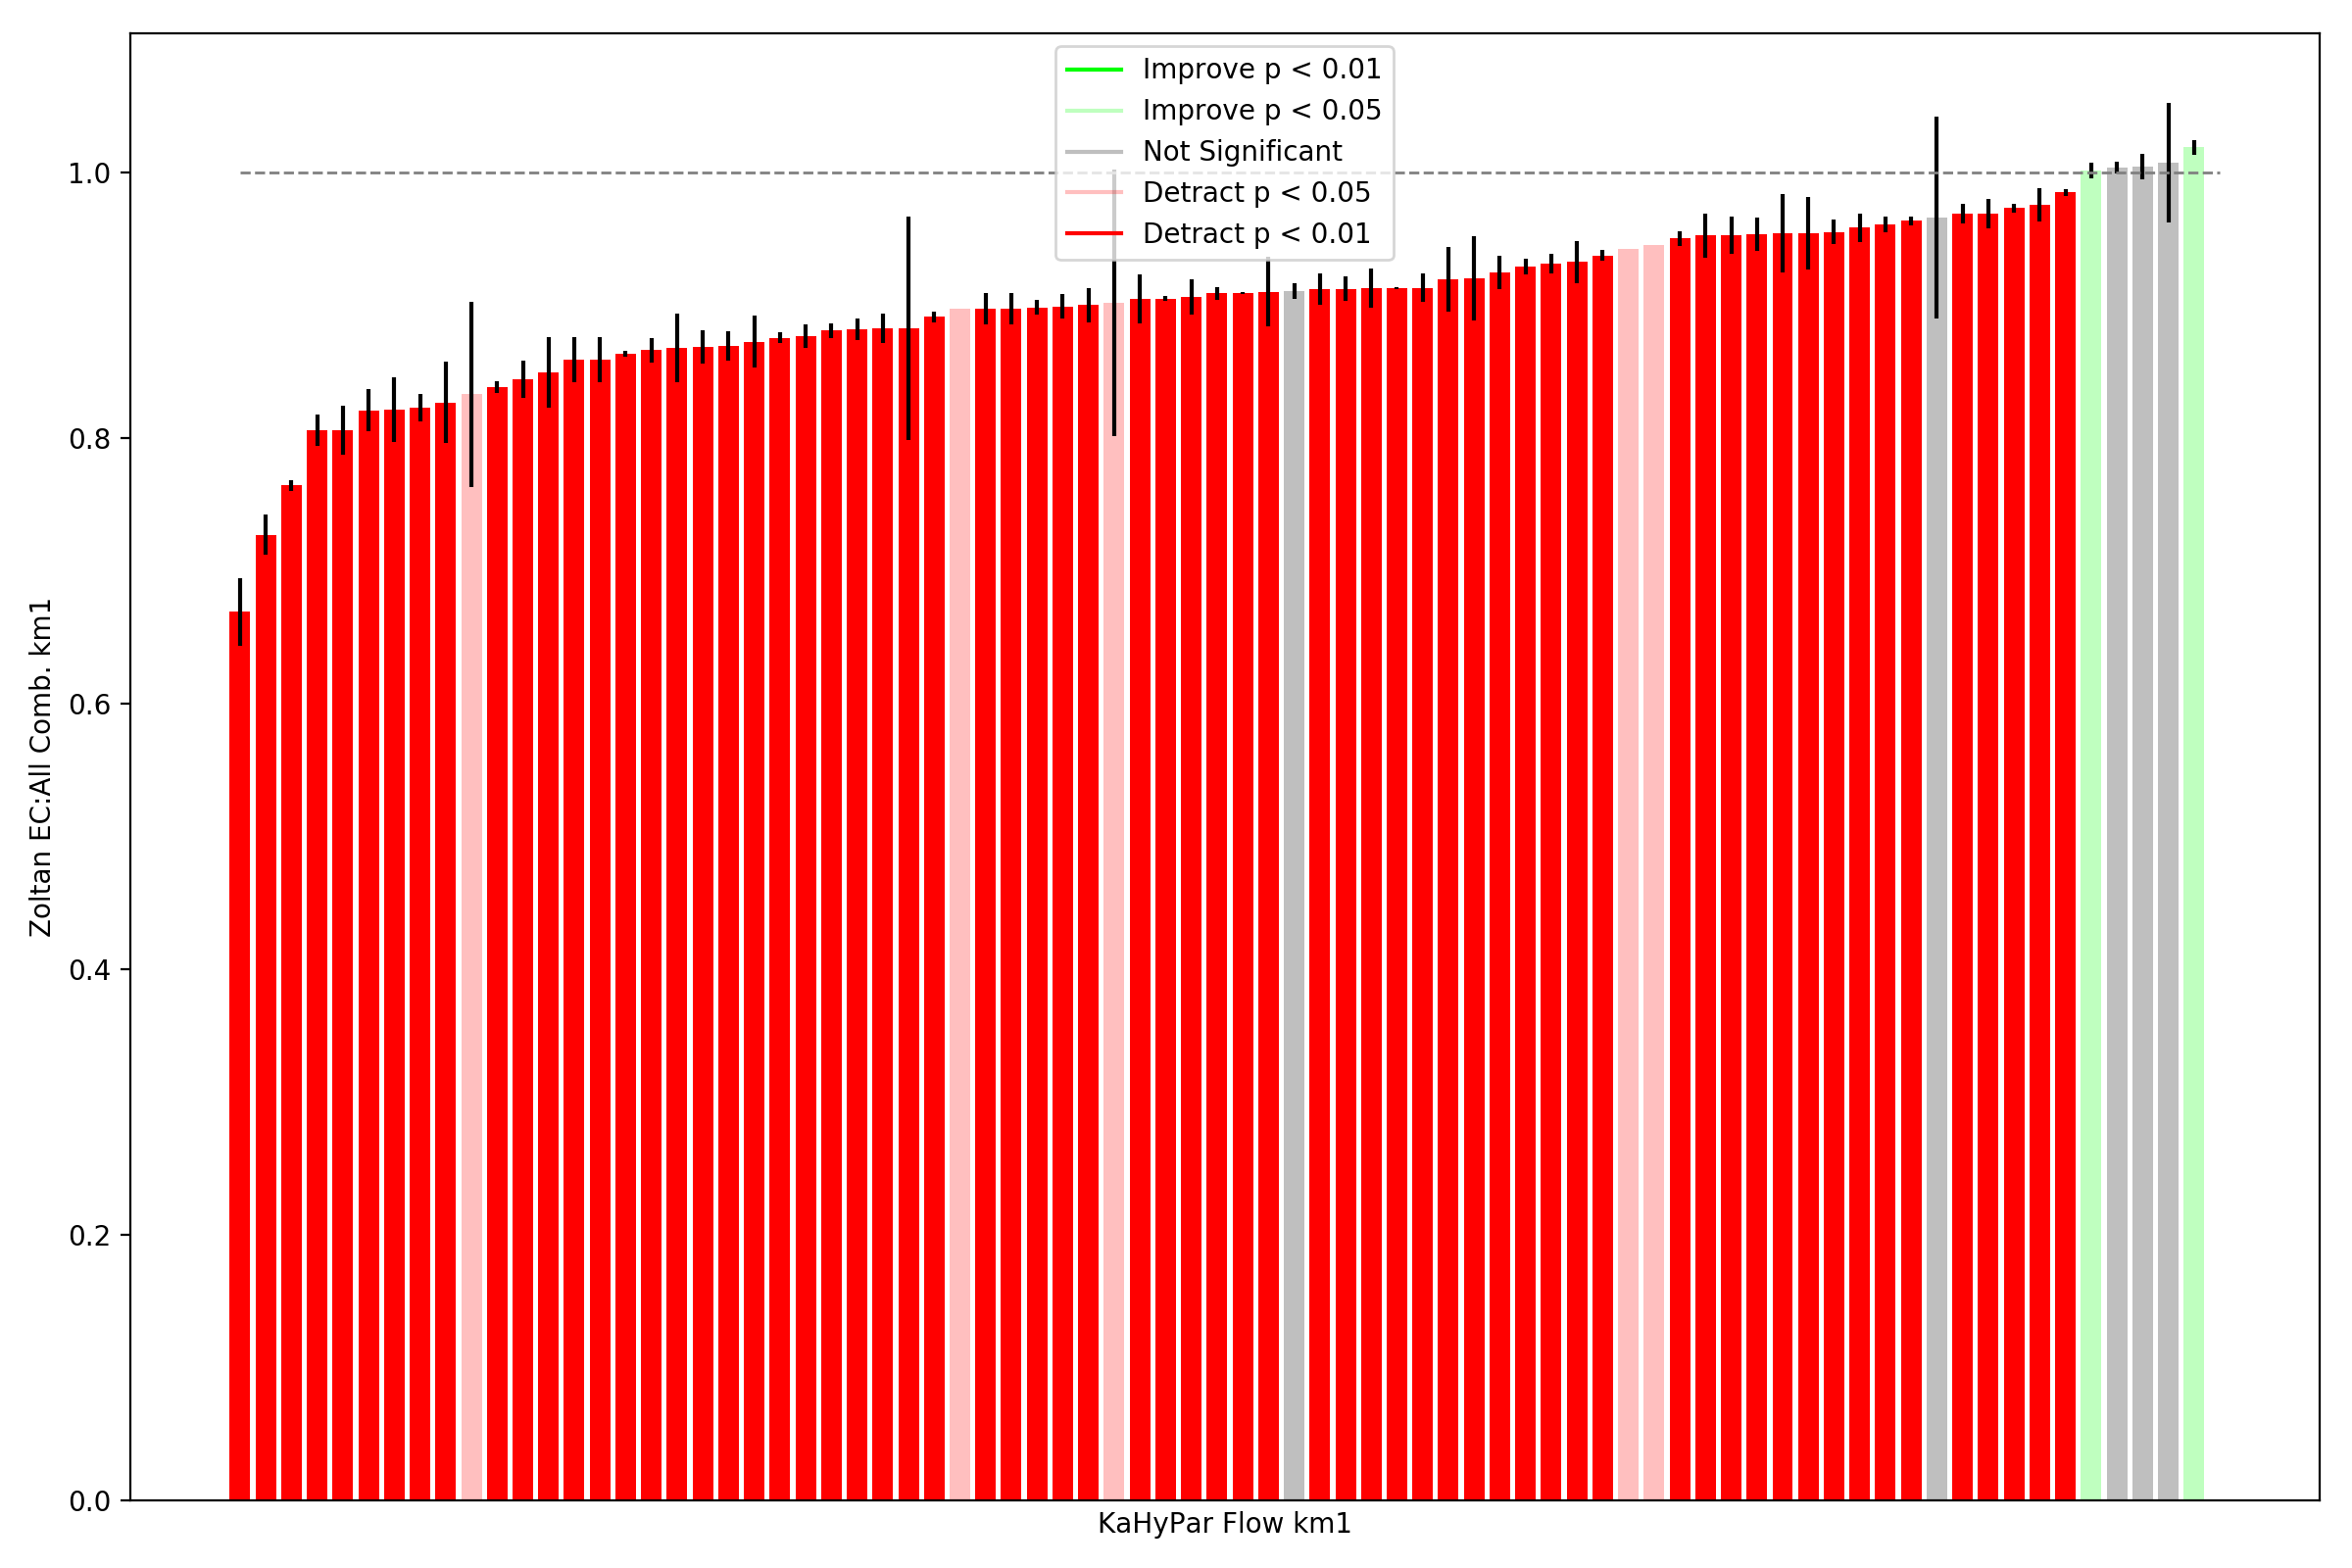 Improve p < 0.01
Improve p < 0.05
Not Significant
Detract p < 0.05
Detract p < 0.01
1.0
0.8
0.6
0.4
0.2
0.0
Zoltan EC:All Comb. km1
KaHyPar Flow km1